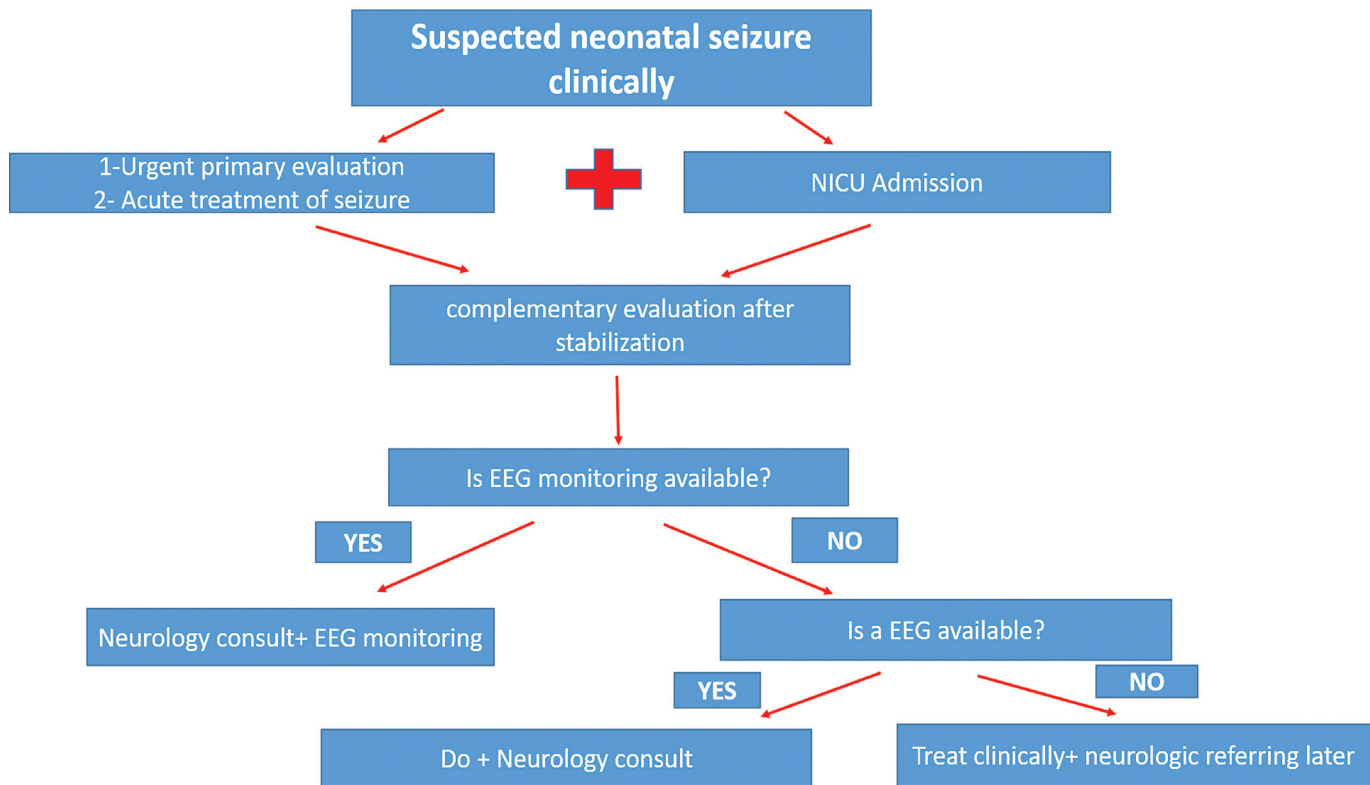 Suspected neonatal seizure
clinically
1-Urgent primary evaluation
2- Acute treatment of seizure
NICU Admission
complementary evaluation after
stabilization
Is EEG monitoring available?
YES
NO
Neurology consult+ EEG monitoring
Is a EEG available?
YES
NO
Do + Neurology consult
Treat clinically+ neurologic referring later